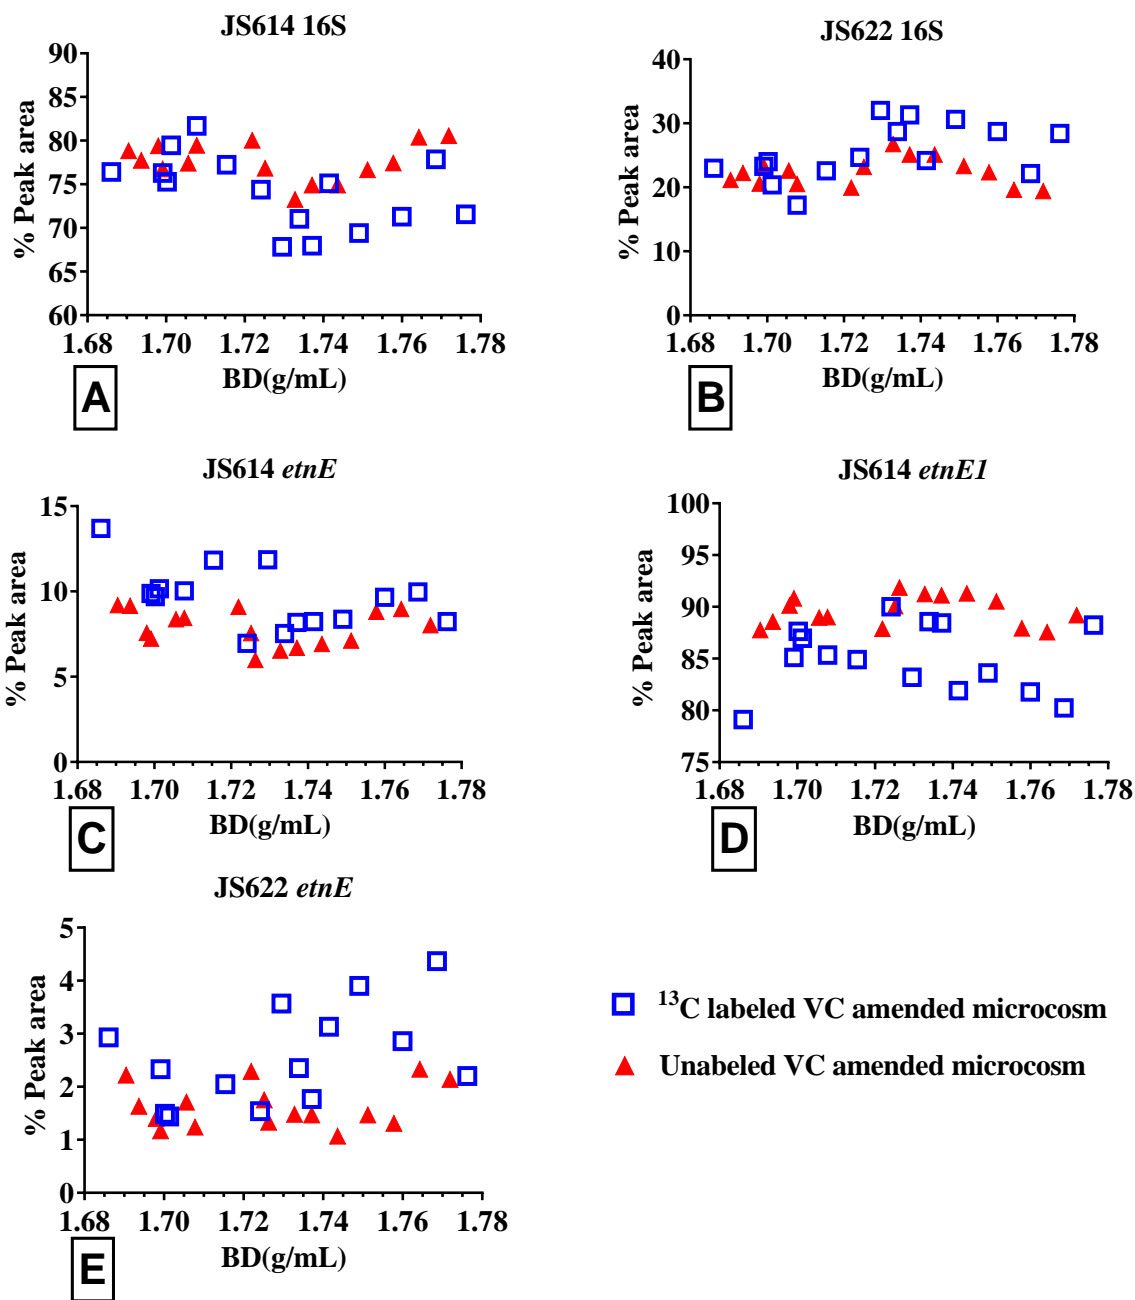 JS614 16S
% Peak area
90
85
80
75
70
65
60
1.68 1.70 1.72 1.74 1.76 1.78
BD(g/mL)
A
JS622 16S
% Peak area
40
30
20
10
0
1.68 1.70 1.72 1.74 1.76 1.78
BD(g/mL)
B
JS614 etnE
% Peak area
15
10
5
0
1.68 1.70 1.72 1.74 1.76 1.78
BD(g/mL)
C
JS614 etnE1
% Peak area
100
95
90
85
80
75
1.68 1.70 1.72 1.74 1.76 1.78
BD(g/mL)
D
JS622 etnE
% Peak area
5
4
3
2
1
0
1.68 1.70 1.72 1.74 1.76 1.78
BD(g/mL)
E
¹³C labeled VC amended microcosm
Unabeled VC amended microcosm